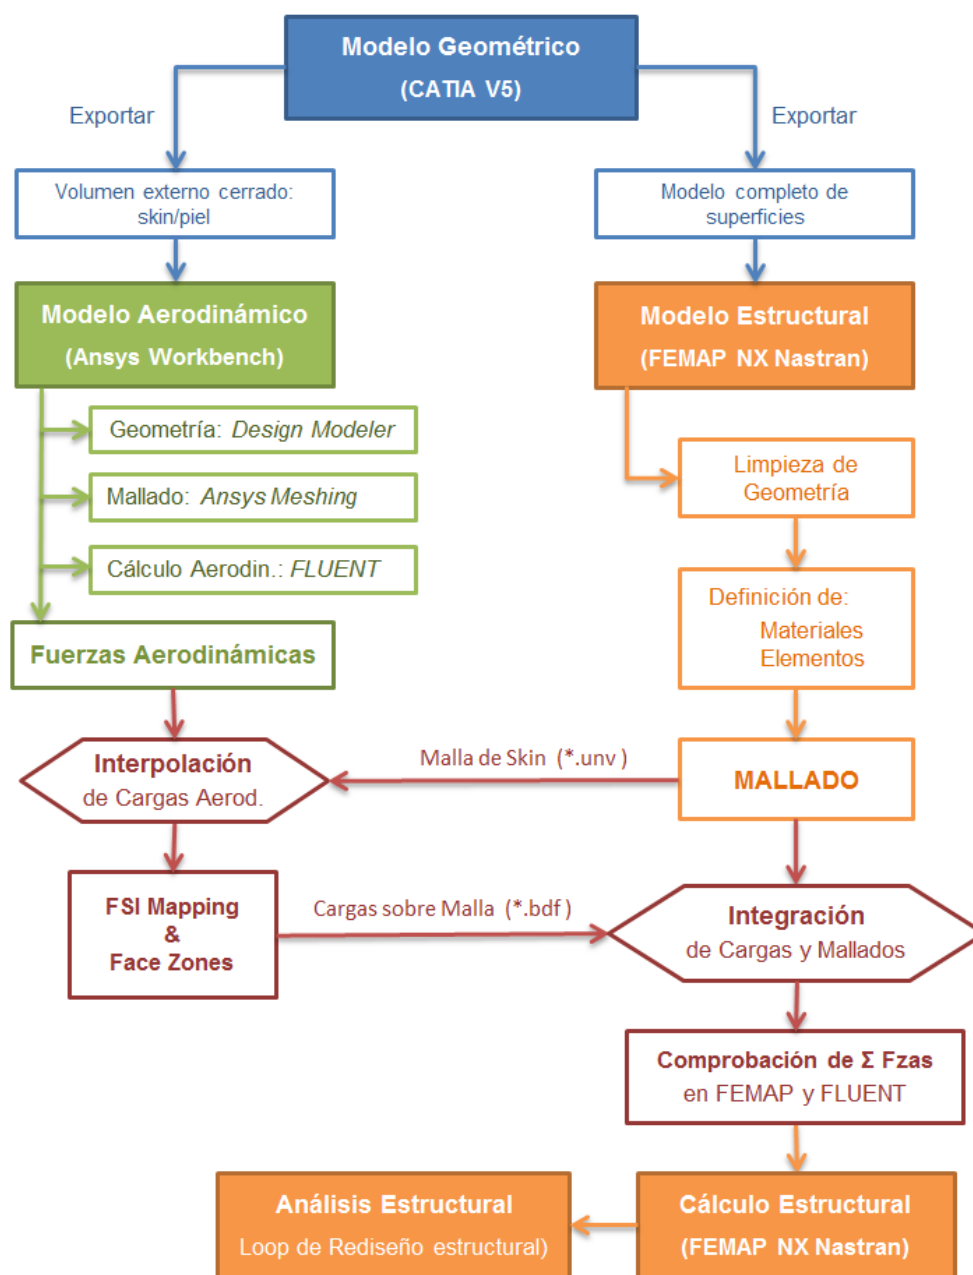 Modelo Geométrico
(CATIA V5)
Exportar
Exportar
Volumen externo cerrado:
skin/piel
Modelo completo de
superficies
Modelo Aerodinámico
(Ansys Workbench)
Modelo Estructural
(FEMAP NX Nastran)
Geometría: Design Modeler
Mallado: Ansys Meshing
Cálculo Aerodin.: FLUENT
Limpieza de
Geometría
Definición de:
Materiales
Elementos
Fuerzas Aerodinámicas
Interpolación
de Cargas Aerod.
Malla de Skin (*.unv )
MALLADO
FSI Mapping
&
Face Zones
Cargas sobre Malla (*.bdf )
Integración
de Cargas y Mallados
Comprobación de Σ Fzas
en FEMAP y FLUENT
Análisis Estructural
Loop de Rediseño estructural)
Cálculo Estructural
(FEMAP NX Nastran)